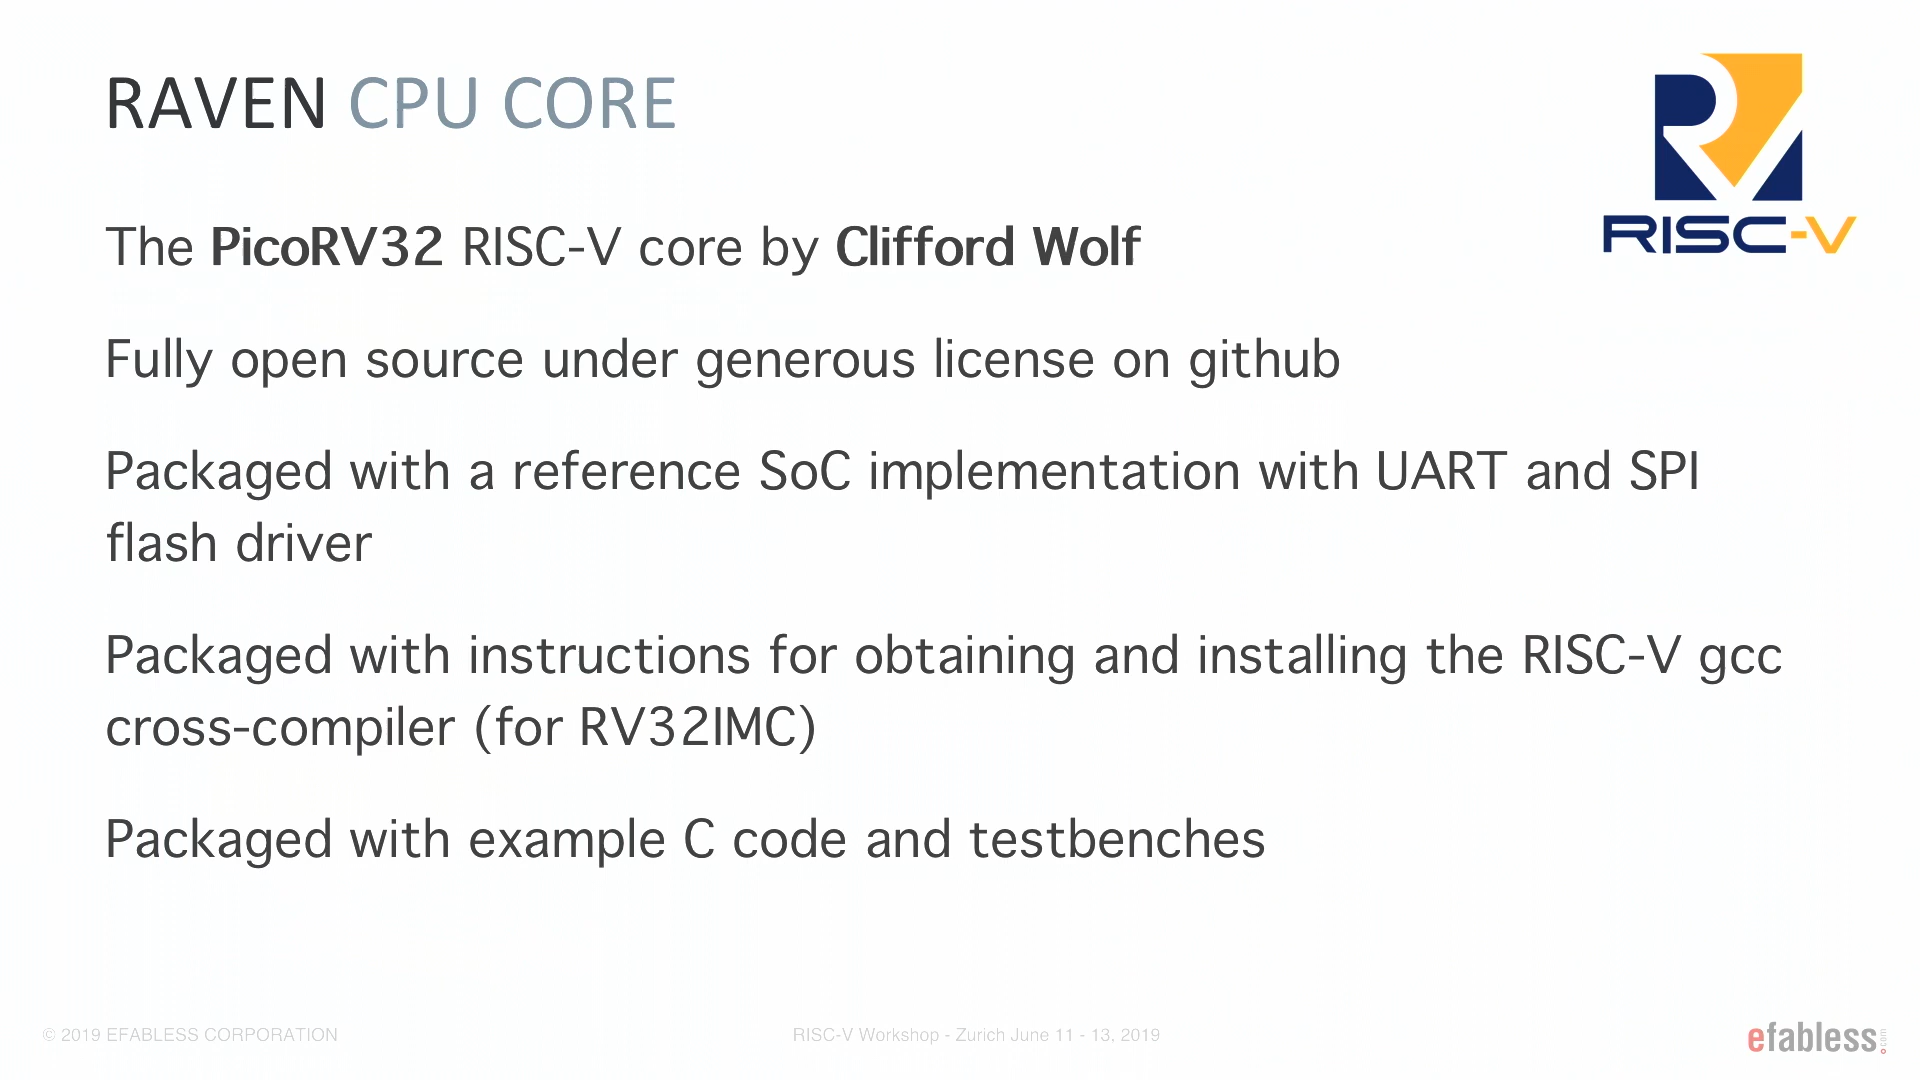 RAVEN CPU CORE
RISC-V
The PicoRV32 RISC-V core by Clifford Wolf
Fully open source under generous license on github
Packaged with a reference SoC implementation with UART and SPI
flash driver
Packaged with instructions for obtaining and installing the RISC-V gcc
cross-compiler (for RV32IMC)
Packaged with example C code and testbenches
© 2019 EFABLESS CORPORATION
RISC-V Workshop - Zurich June 11 - 13, 2019
efabless.com